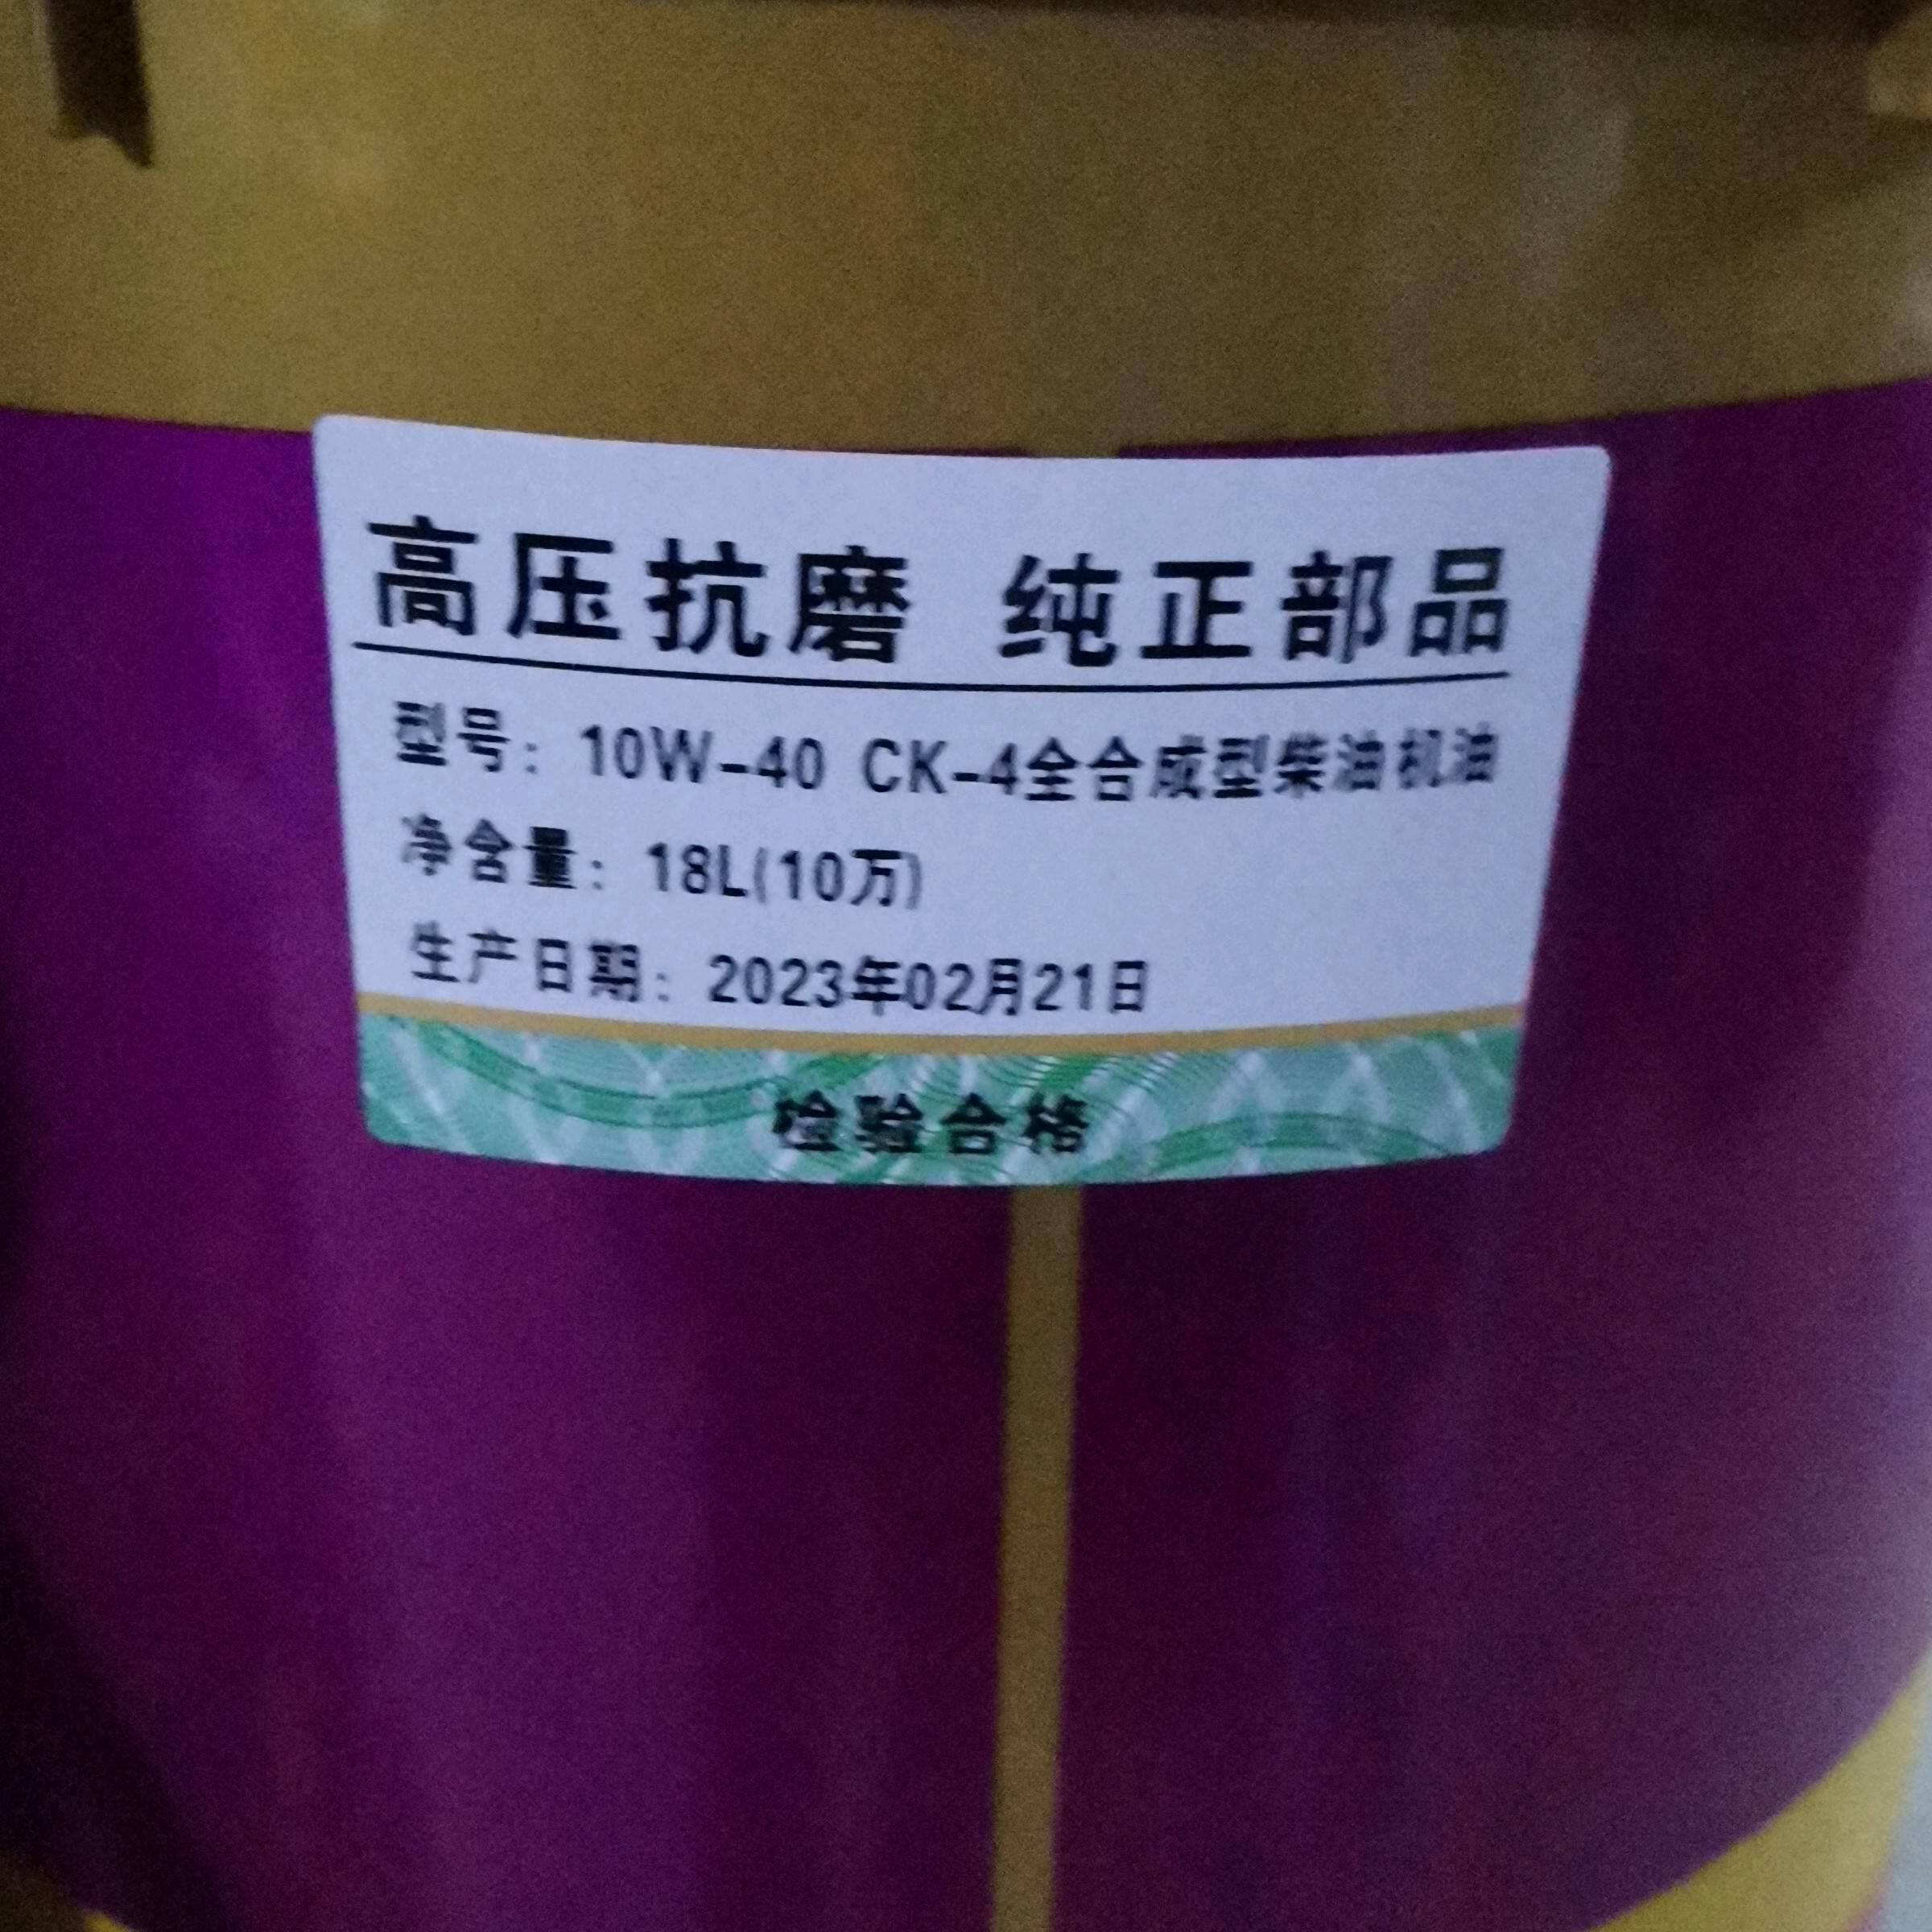 高压抗磨 纯正部品
型号：10W-40 CK-4全合成型柴油机油
净含量：18L(10万)
生产日期：2023年02月21日
检验合格